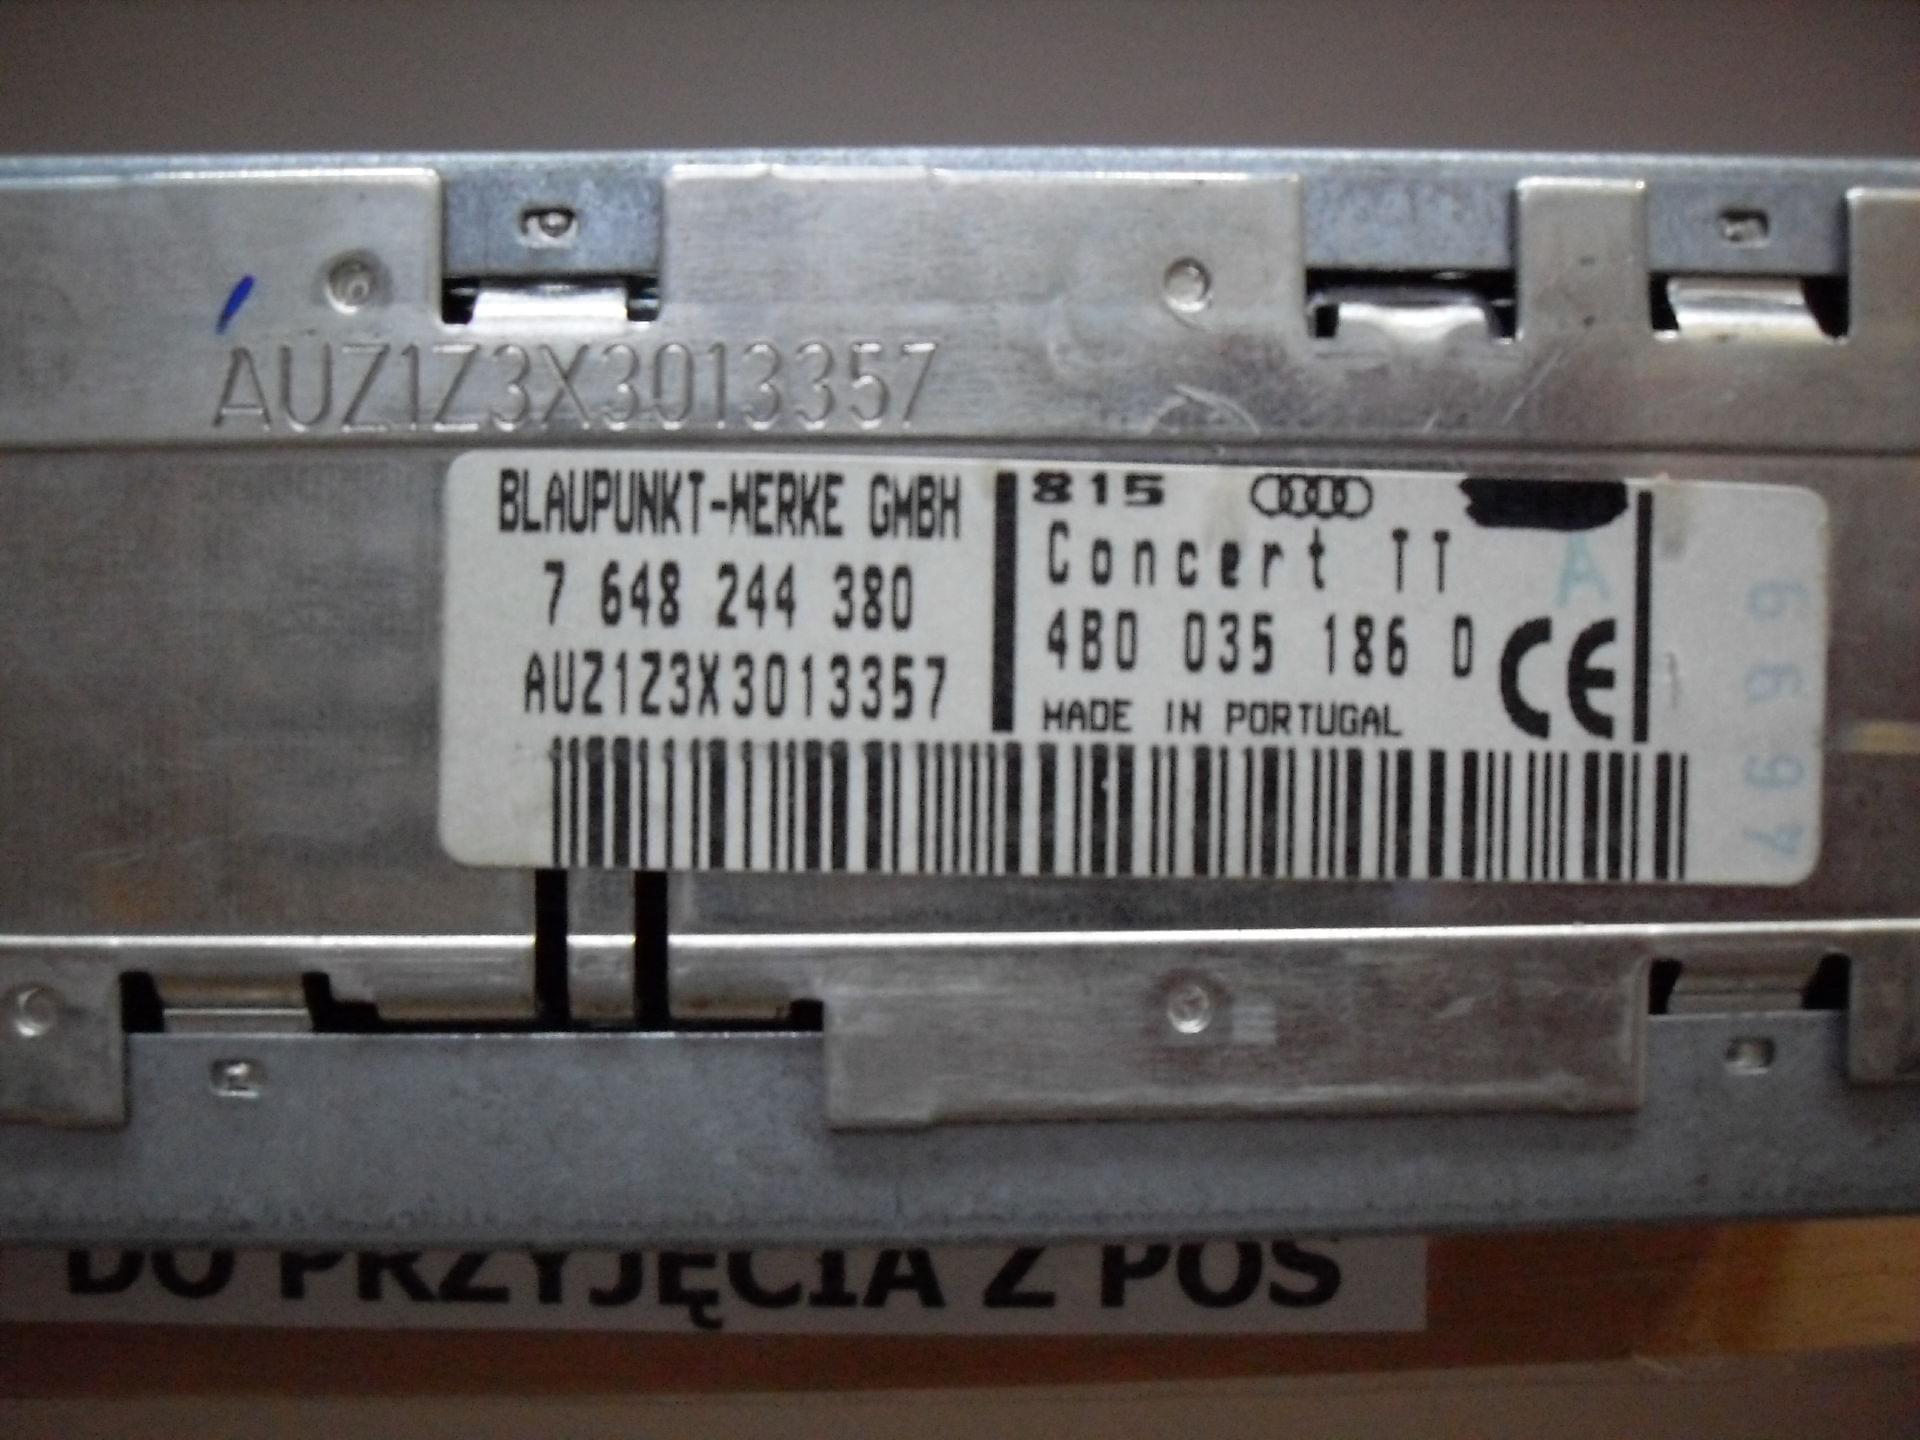 AUZ1Z3X3013357
BLAUPUNKT-WERKE GMBH
7 648 244 380
AUZ1Z3X3013357
815
Concert TT
A
4B0 035 186 D
CE
MADE IN PORTUGAL
6697
DO PRZYJĘCIA Z POS